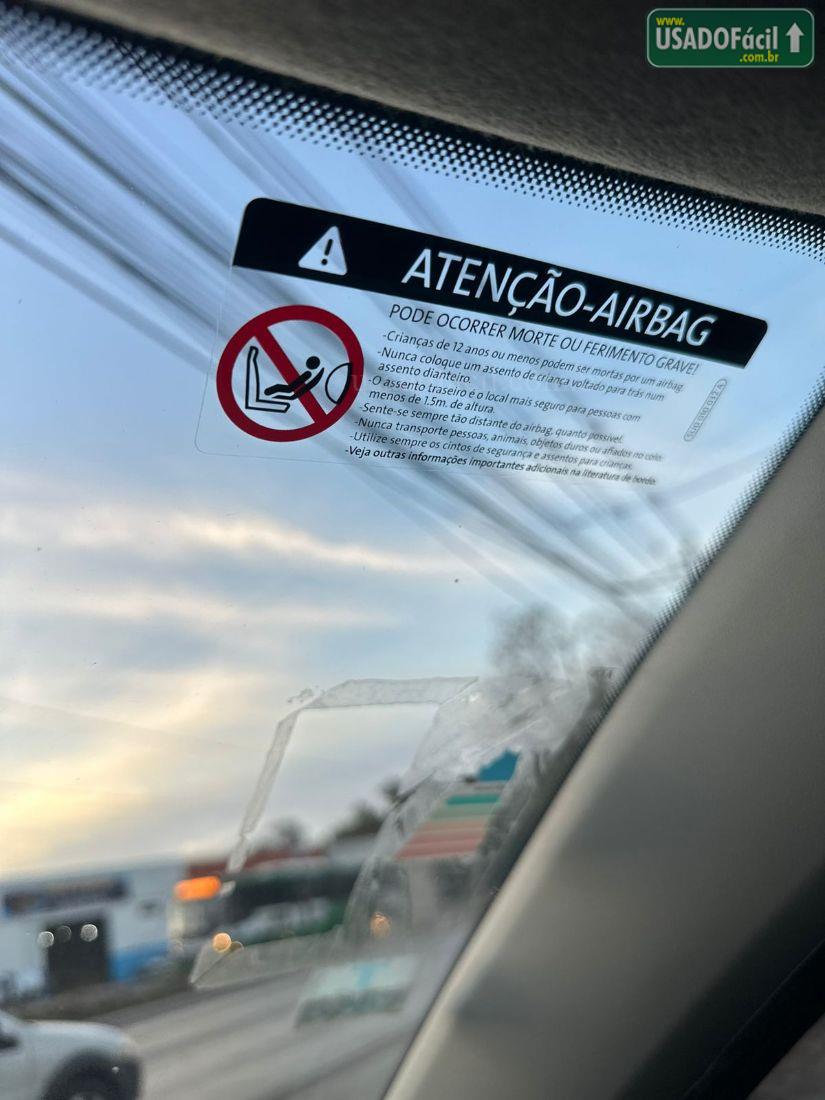 www.
USADOFácil
.com.br
ATENÇÃO-AIRBAG
PODE OCORRER MORTE OU FERIMENTO GRAVE!
-Crianças de 12 anos ou menos podem ser mortas por um airbag.
-Nunca coloque um assento de criança voltado para trás num
assento dianteiro.
-O assento traseiro é o local mais seguro para pessoas com
menos de 1,5m. de altura.
-Sente-se sempre tão distante do airbag, quanto possível.
-Nunca transporte pessoas, animais, objetos duros ou afiados no colo.
-Utilize sempre os cintos de segurança e assentos para crianças.
-Veja outras informações importantes adicionais na literatura de bordo.